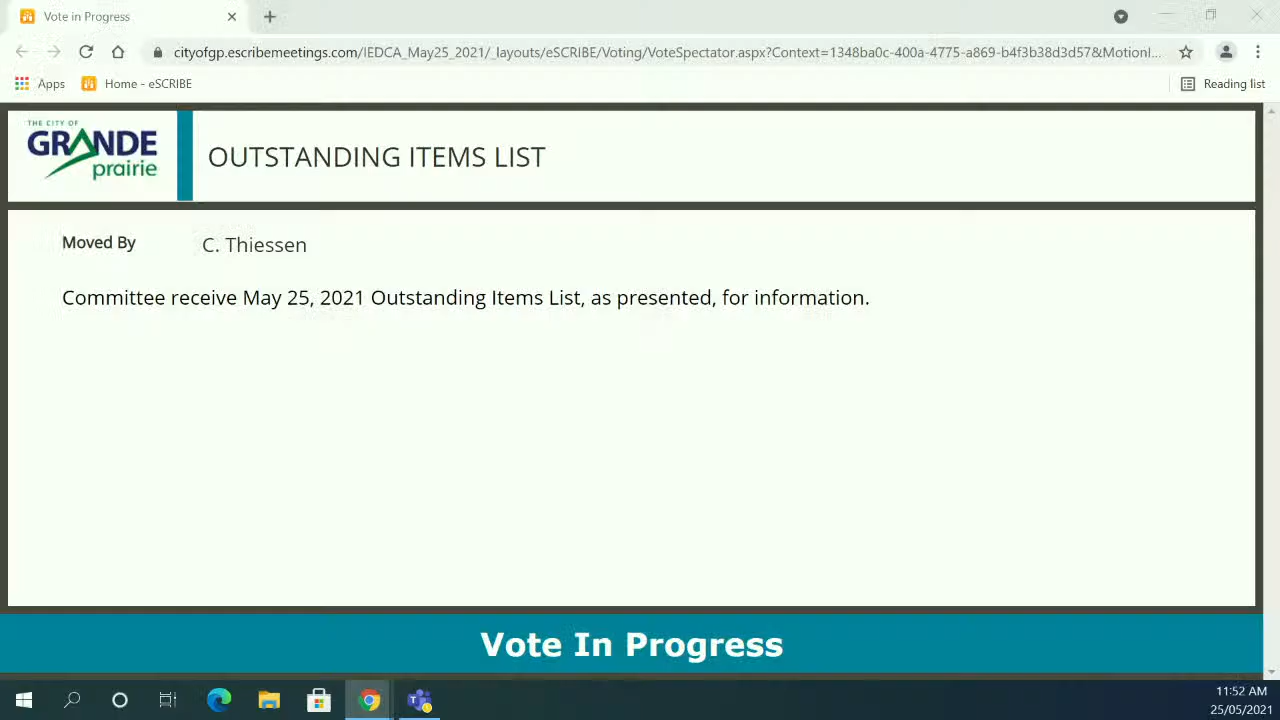 Vote in Progress
cityofgp.escribemeetings.com/IEDCA_May25_2021/_layouts/eSCRIBE/Voting/VoteSpectator.aspx?Context=1348ba0c-400a-4775-a869-b4f3b38d3d57&MotionI...
Apps
Home - eSCRIBE
Reading list
THE CITY OF
GRANDE
prairie
OUTSTANDING ITEMS LIST
Moved By C. Thiessen
Committee receive May 25, 2021 Outstanding Items List, as presented, for information.
Vote In Progress
11:52 AM
25/05/2021